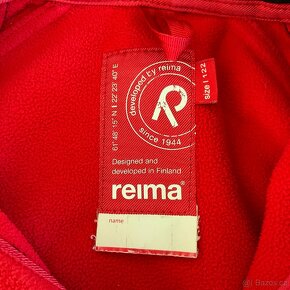 61° 48' 15" N | 22° 23' 40" E
developed by reima
R
since 1944
Size | 122
Designed and
developed in Finland
reima®
name